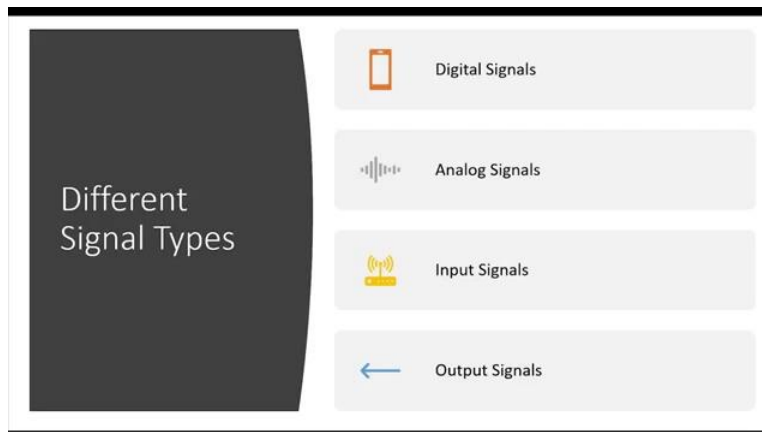 Different
Signal Types
Digital Signals
Analog Signals
Input Signals
Output Signals